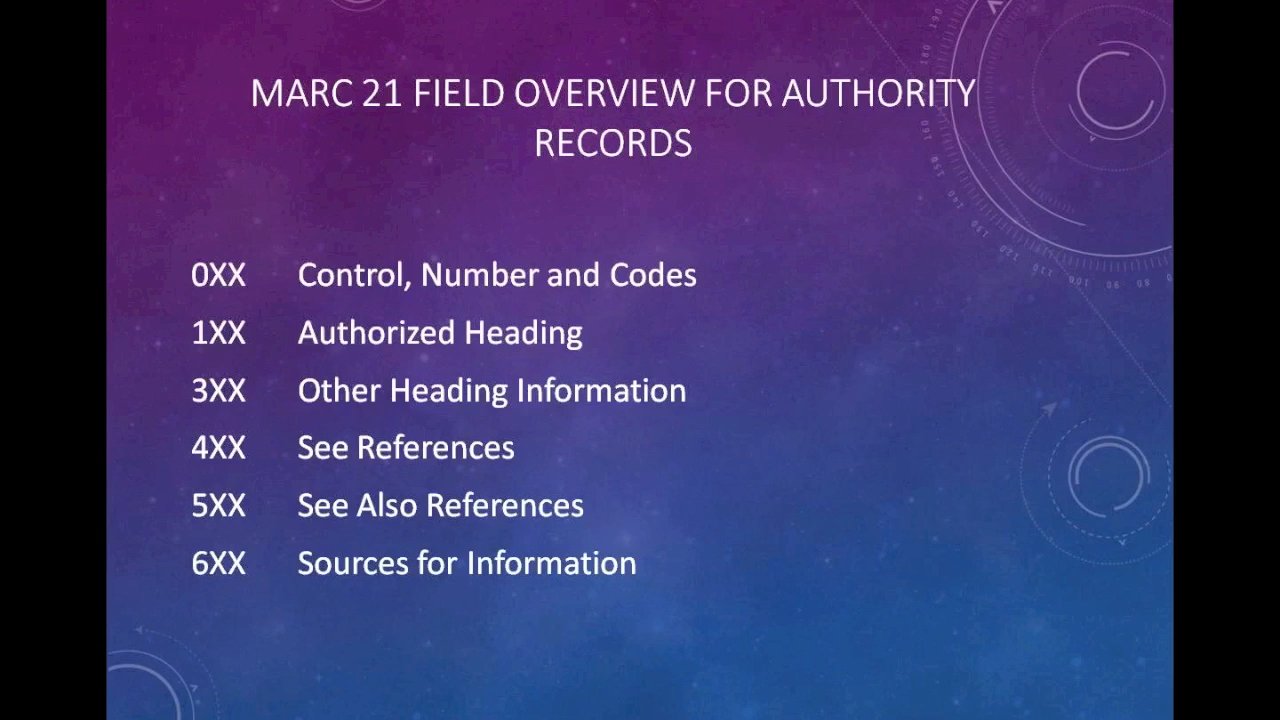 MARC 21 FIELD OVERVIEW FOR AUTHORITY
RECORDS
0XX Control, Number and Codes
1XX Authorized Heading
3XX Other Heading Information
4XX See References
5XX See Also References
6XX Sources for Information